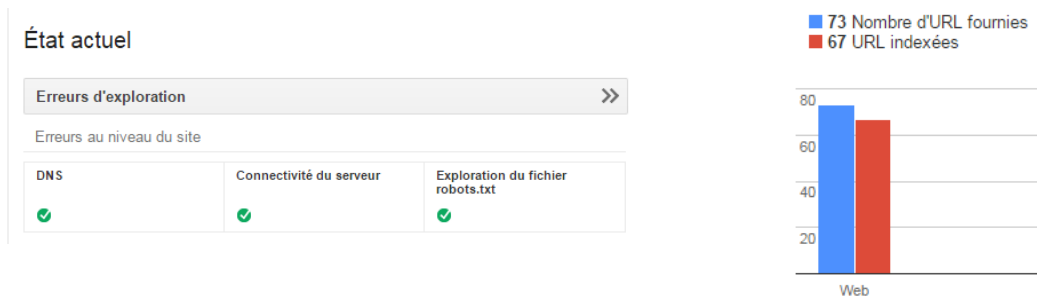 État actuel
Erreurs d'exploration
Erreurs au niveau du site
DNS
Connectivité du serveur
Exploration du fichier
robots.txt
73 Nombre d'URL fournies
67 URL indexées
80
60
40
20
Web